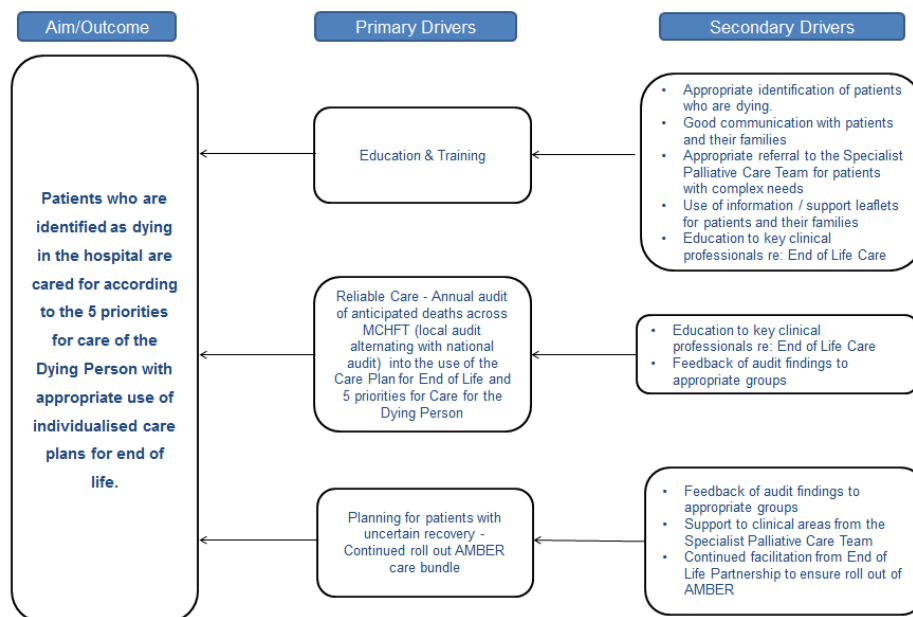 Aim/Outcome
Primary Drivers
Secondary Drivers
Patients who are
identified as dying
in the hospital are
cared for according
to the 5 priorities
for care of the
Dying Person with
appropriate use of
individualised care
plans for end of
life.
Education & Training
• Appropriate identification of patients
who are dying.
• Good communication with patients
and their families
• Appropriate referral to the Specialist
Palliative Care Team for patients
with complex needs
• Use of information / support leaflets
for patients and their families
• Education to key clinical
professionals re: End of Life Care
Reliable Care - Annual audit
of anticipated deaths across
MCHFT (local audit
alternating with national
audit) into the use of the
Care Plan for End of Life and
5 priorities for Care for the
Dying Person
• Education to key clinical
professionals re: End of Life Care
• Feedback of audit findings to
appropriate groups
Planning for patients with
uncertain recovery -
Continued roll out AMBER
care bundle
• Feedback of audit findings to
appropriate groups
• Support to clinical areas from the
Specialist Palliative Care Team
• Continued facilitation from End of
Life Partnership to ensure roll out of
AMBER